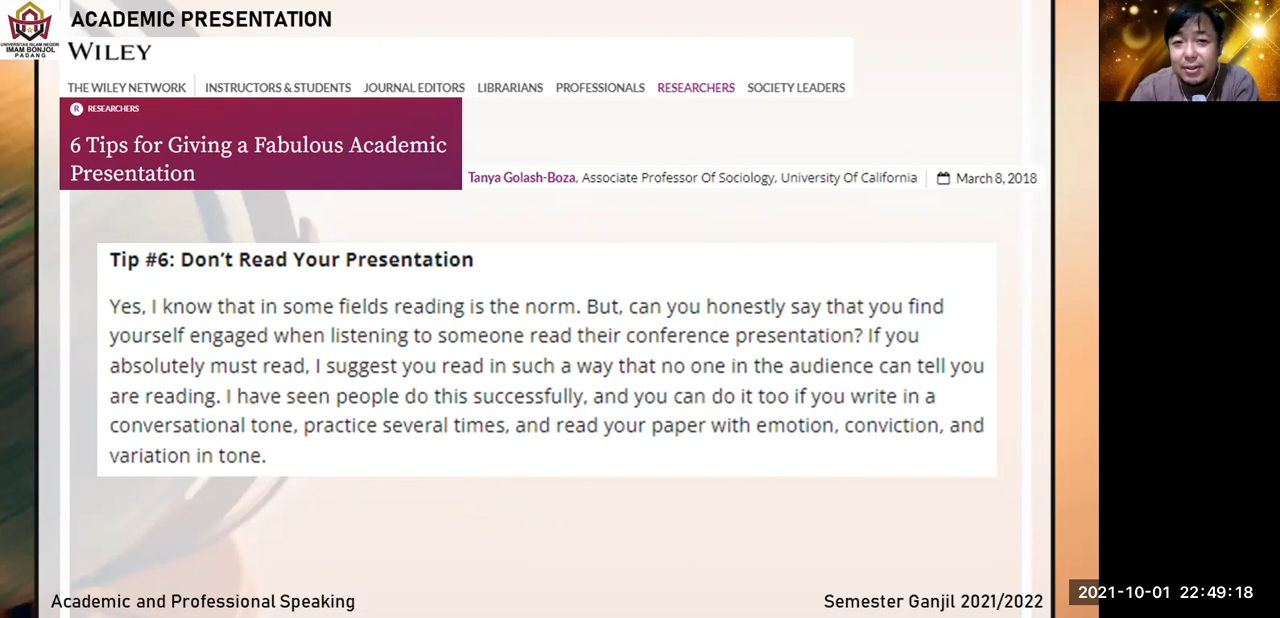 UNIVERSITAS ISLAM NEGERI
IMAM BONJOL
PADANG
ACADEMIC PRESENTATION
WILEY
THE WILEY NETWORK INSTRUCTORS & STUDENTS JOURNAL EDITORS LIBRARIANS PROFESSIONALS RESEARCHERS SOCIETY LEADERS
R RESEARCHERS
6 Tips for Giving a Fabulous Academic
Presentation
Tanya Golash-Boza, Associate Professor Of Sociology, University Of California March 8, 2018
Tip #6: Don't Read Your Presentation
Yes, I know that in some fields reading is the norm. But, can you honestly say that you find
yourself engaged when listening to someone read their conference presentation? If you
absolutely must read, I suggest you read in such a way that no one in the audience can tell you
are reading. I have seen people do this successfully, and you can do it too if you write in a
conversational tone, practice several times, and read your paper with emotion, conviction, and
variation in tone.
Academic and Professional Speaking
Semester Ganjil 2021/2022
2021-10-01 22:49:18